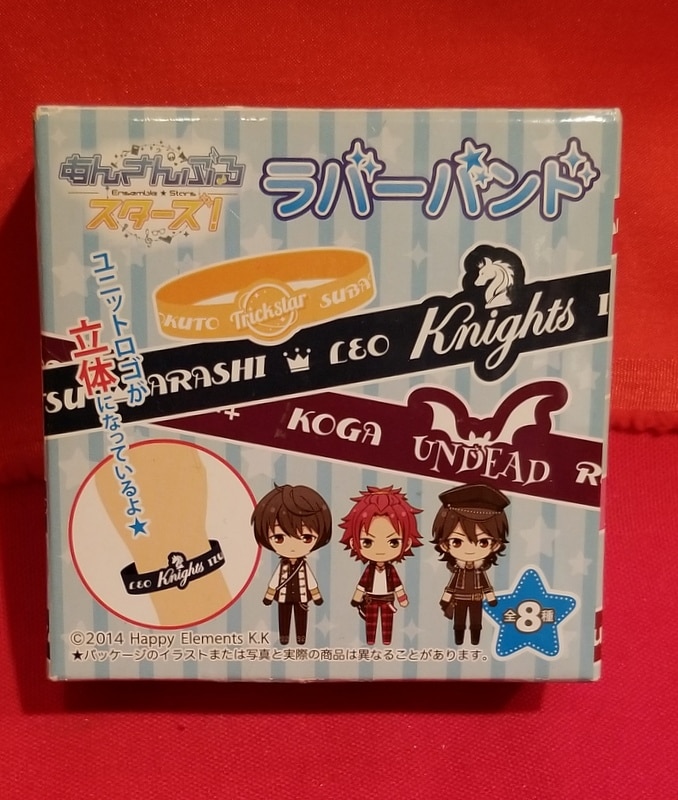 あんさんぶる
Ensemble ★ Stars
スターズ!
ラバーバンド
KUTO Trickstar SUBA
ユニットロゴが
立体になっているよ★
SU ARASHI LEO Knights I
KOGA UNDEAD R
LEO Knights
全8種
©2014 Happy Elements K.K
★パッケージのイラストまたは写真と実際の商品は異なることがあります。